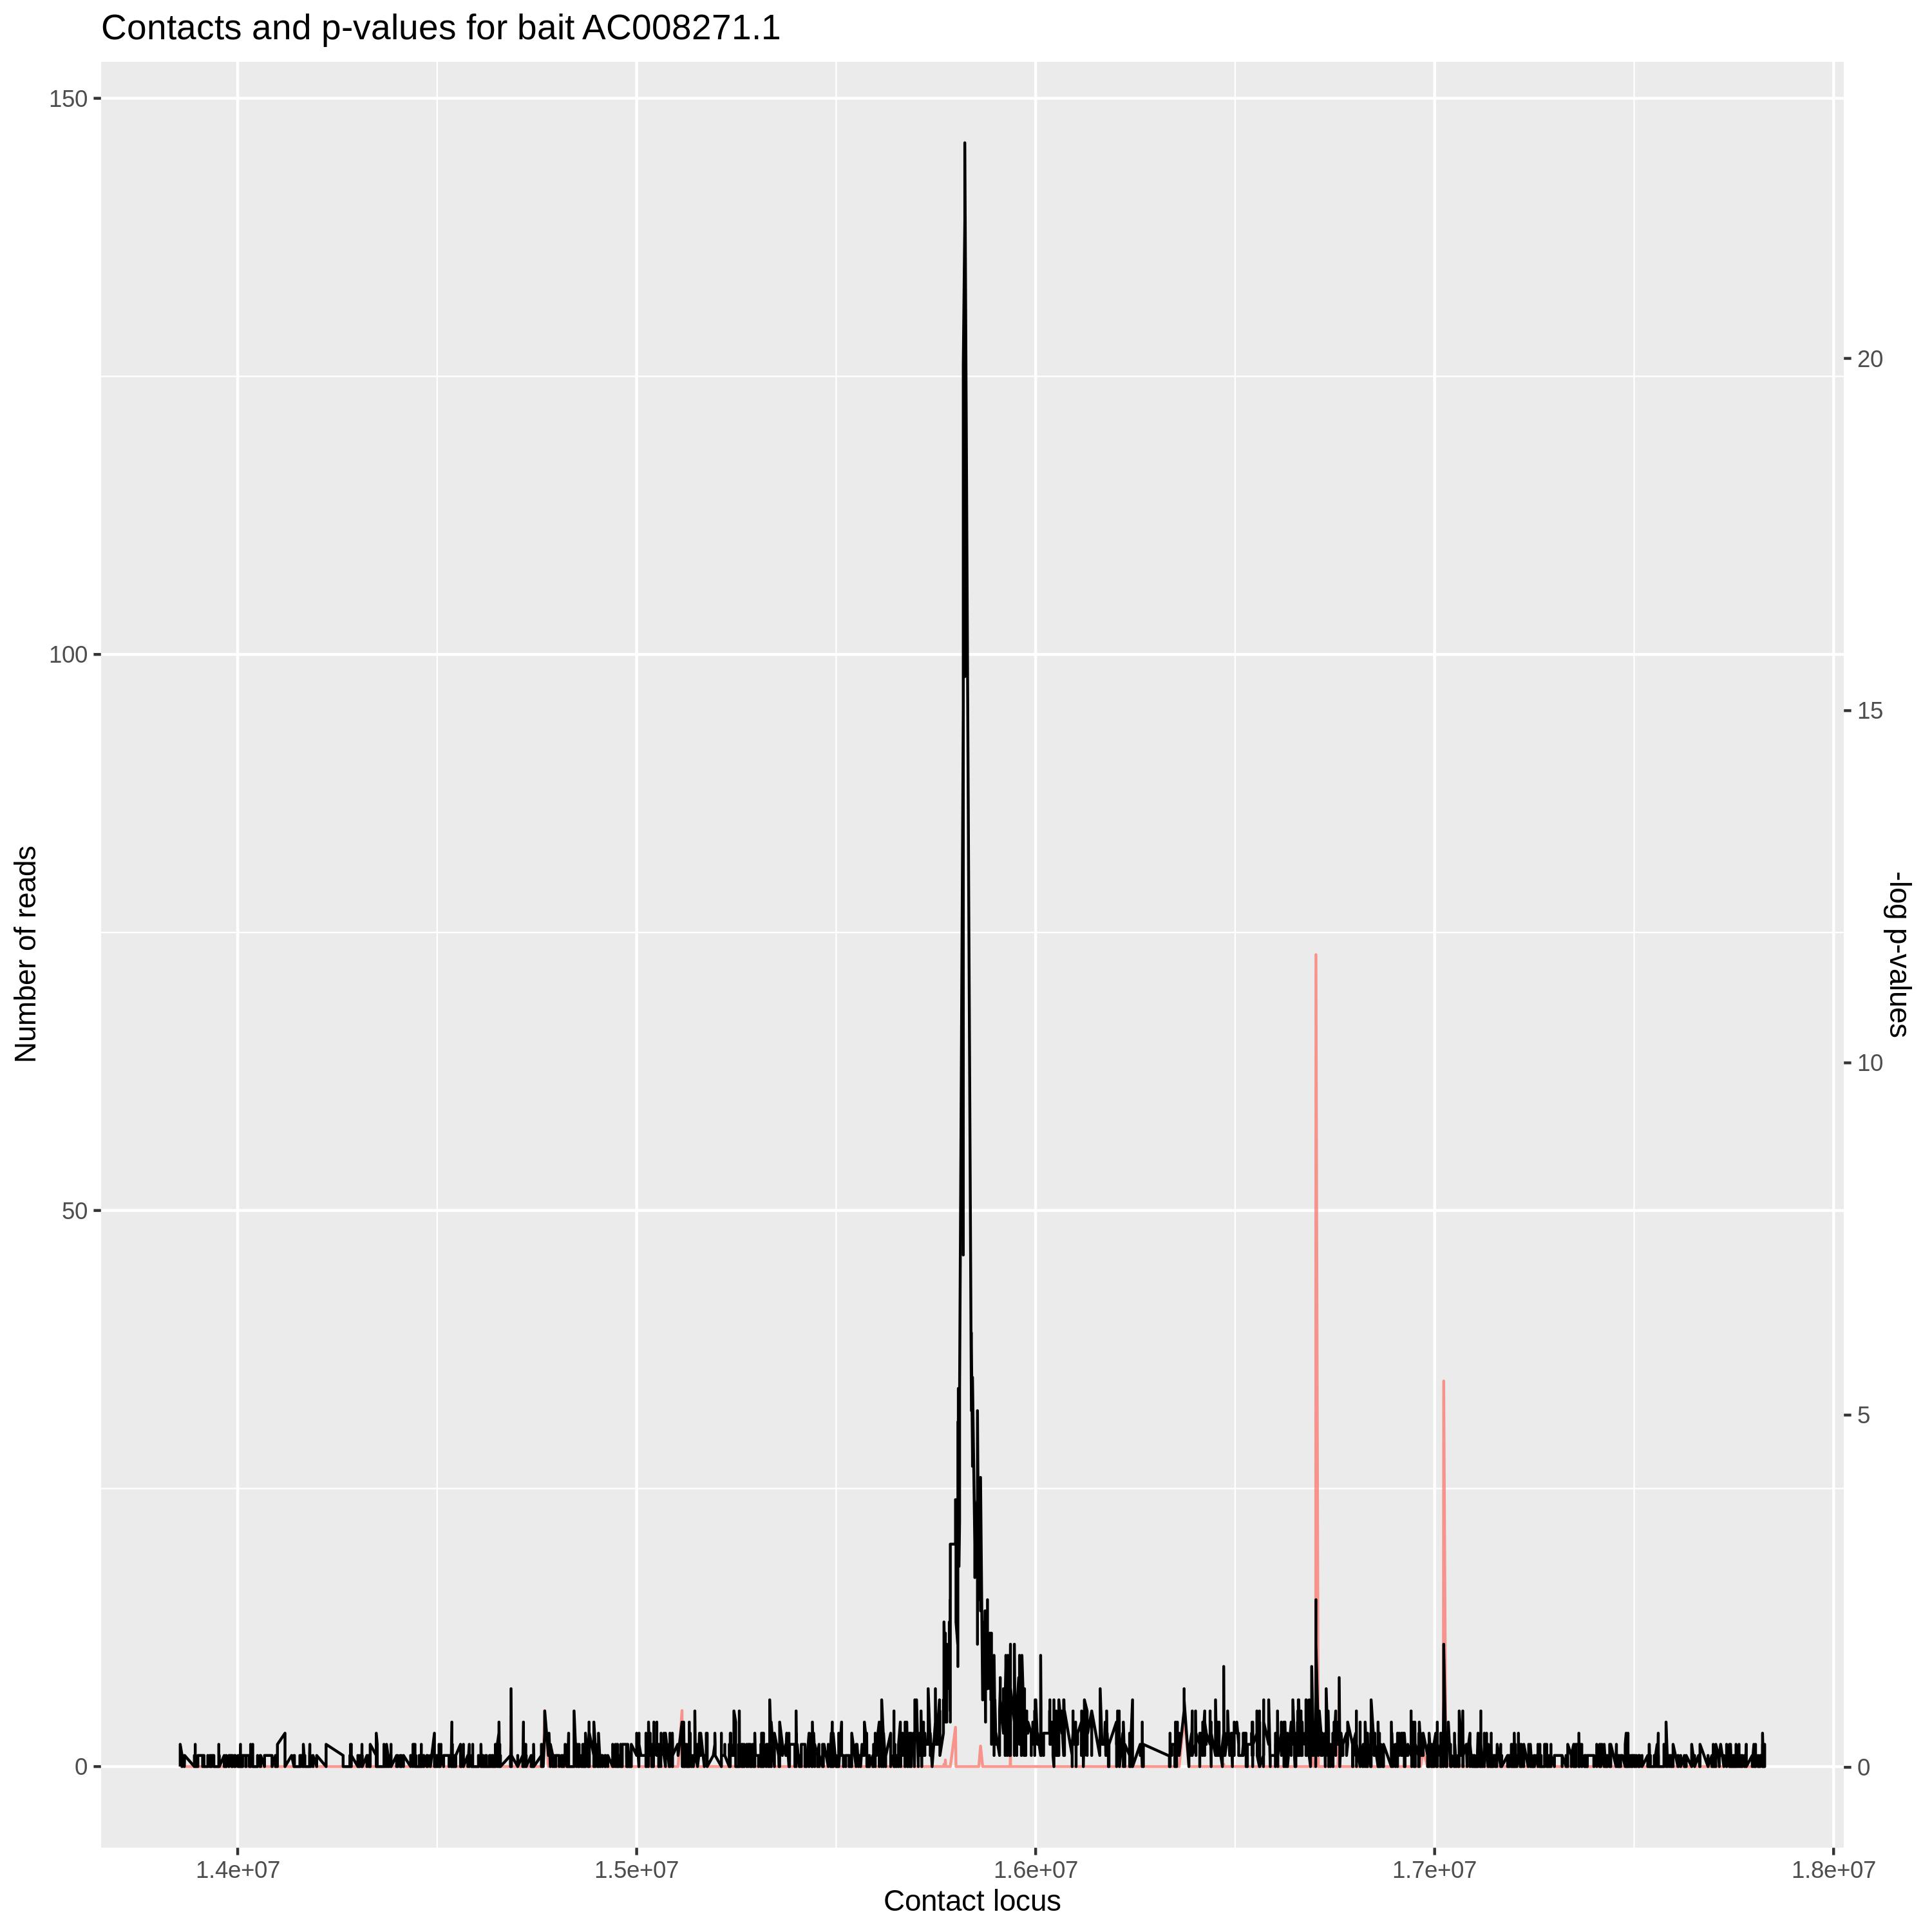 Contacts and p-values for bait AC008271.1
150
100
50
0
20
15
10
5
0
Number of reads
-log p-values
1.4e+07
1.5e+07
1.6e+07
1.7e+07
1.8e+07
Contact locus